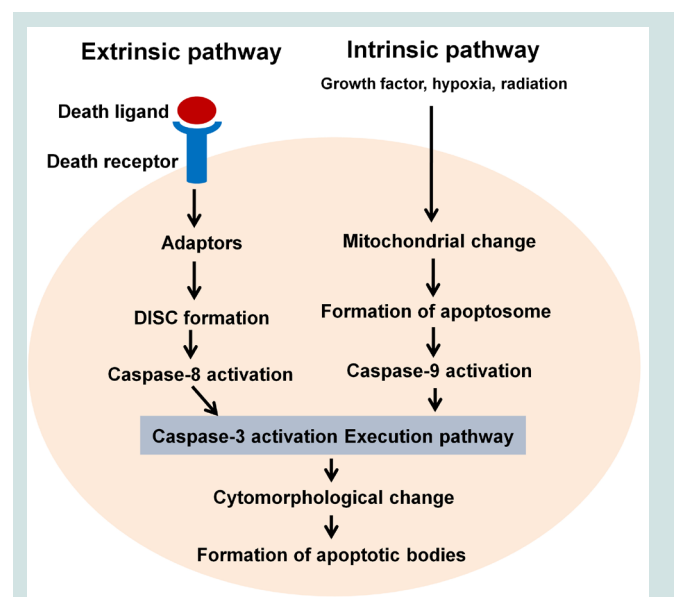 Extrinsic pathway
Intrinsic pathway
Growth factor, hypoxia, radiation
Death ligand
Death receptor
Adaptors
Mitochondrial change
DISC formation
Formation of apoptosome
Caspase-8 activation
Caspase-9 activation
Caspase-3 activation Execution pathway
Cytomorphological change
Formation of apoptotic bodies